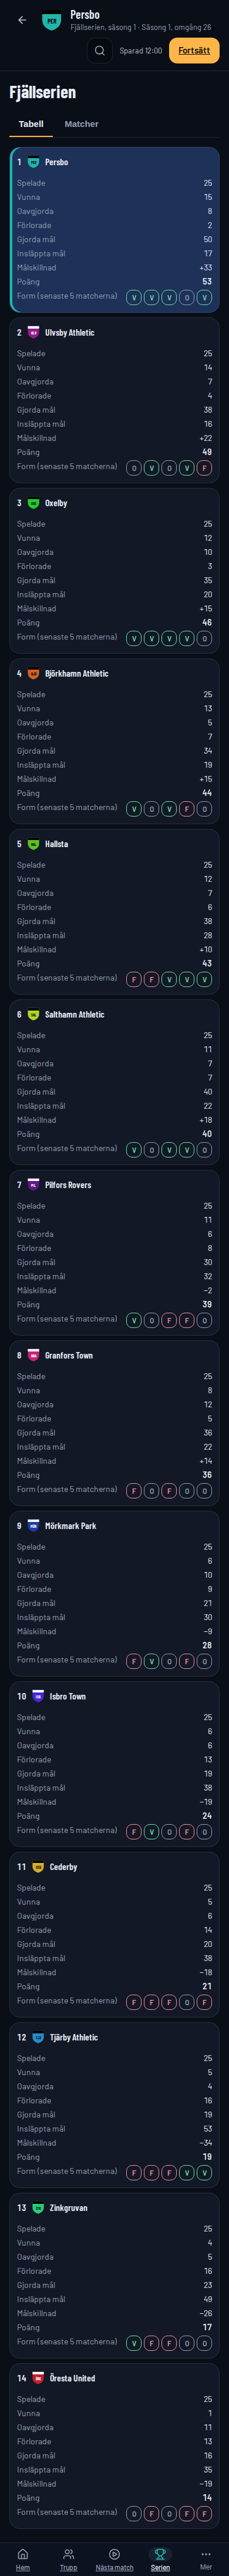 PER
Persbo
Fjällserien, säsong 1 · Säsong 1, omgång 26
Sparad 12:00
Fortsätt
Fjällserien
Tabell Matcher
1 Persbo
Spelade 25
Vunna 15
Oavgjorda 8
Förlorade 2
Gjorda mål 50
Insläppta mål 17
Målskillnad +33
Poäng 53
Form (senaste 5 matcherna) V V V O V
2 Ulvsby Athletic
Spelade 25
Vunna 14
Oavgjorda 7
Förlorade 4
Gjorda mål 38
Insläppta mål 16
Målskillnad +22
Poäng 49
Form (senaste 5 matcherna) O V O V F
3 Oxelby
Spelade 25
Vunna 12
Oavgjorda 10
Förlorade 3
Gjorda mål 35
Insläppta mål 20
Målskillnad +15
Poäng 46
Form (senaste 5 matcherna) V V V V O
4 Björkhamn Athletic
Spelade 25
Vunna 13
Oavgjorda 5
Förlorade 7
Gjorda mål 34
Insläppta mål 19
Målskillnad +15
Poäng 44
Form (senaste 5 matcherna) V O V F O
5 Hallsta
Spelade 25
Vunna 12
Oavgjorda 7
Förlorade 6
Gjorda mål 38
Insläppta mål 28
Målskillnad +10
Poäng 43
Form (senaste 5 matcherna) F F V V V
6 Salthamn Athletic
Spelade 25
Vunna 11
Oavgjorda 7
Förlorade 7
Gjorda mål 40
Insläppta mål 22
Målskillnad +18
Poäng 40
Form (senaste 5 matcherna) V O V V O
7 Pilfors Rovers
Spelade 25
Vunna 11
Oavgjorda 6
Förlorade 8
Gjorda mål 30
Insläppta mål 32
Målskillnad −2
Poäng 39
Form (senaste 5 matcherna) V O F F O
8 Granfors Town
Spelade 25
Vunna 8
Oavgjorda 12
Förlorade 5
Gjorda mål 36
Insläppta mål 22
Målskillnad +14
Poäng 36
Form (senaste 5 matcherna) F O F O O
9 Mörkmark Park
Spelade 25
Vunna 6
Oavgjorda 10
Förlorade 9
Gjorda mål 21
Insläppta mål 30
Målskillnad −9
Poäng 28
Form (senaste 5 matcherna) F V O F O
10 Isbro Town
Spelade 25
Vunna 6
Oavgjorda 6
Förlorade 13
Gjorda mål 19
Insläppta mål 38
Målskillnad −19
Poäng 24
Form (senaste 5 matcherna) F V O F O
11 Cederby
Spelade 25
Vunna 5
Oavgjorda 6
Förlorade 14
Gjorda mål 20
Insläppta mål 38
Målskillnad −18
Poäng 21
Form (senaste 5 matcherna) F F F O F
12 Tjärby Athletic
Spelade 25
Vunna 5
Oavgjorda 4
Förlorade 16
Gjorda mål 19
Insläppta mål 53
Målskillnad −34
Poäng 19
Form (senaste 5 matcherna) F F F V V
13 Zinkgruvan
Spelade 25
Vunna 4
Oavgjorda 5
Förlorade 16
Gjorda mål 23
Insläppta mål 49
Målskillnad −26
Poäng 17
Form (senaste 5 matcherna) V F F O O
14 Öresta United
Spelade 25
Vunna 1
Oavgjorda 11
Förlorade 13
Gjorda mål 16
Insläppta mål 35
Målskillnad −19
Poäng 14
Form (senaste 5 matcherna) O F O F F
Hem Trupp Nästa match Serien Mer